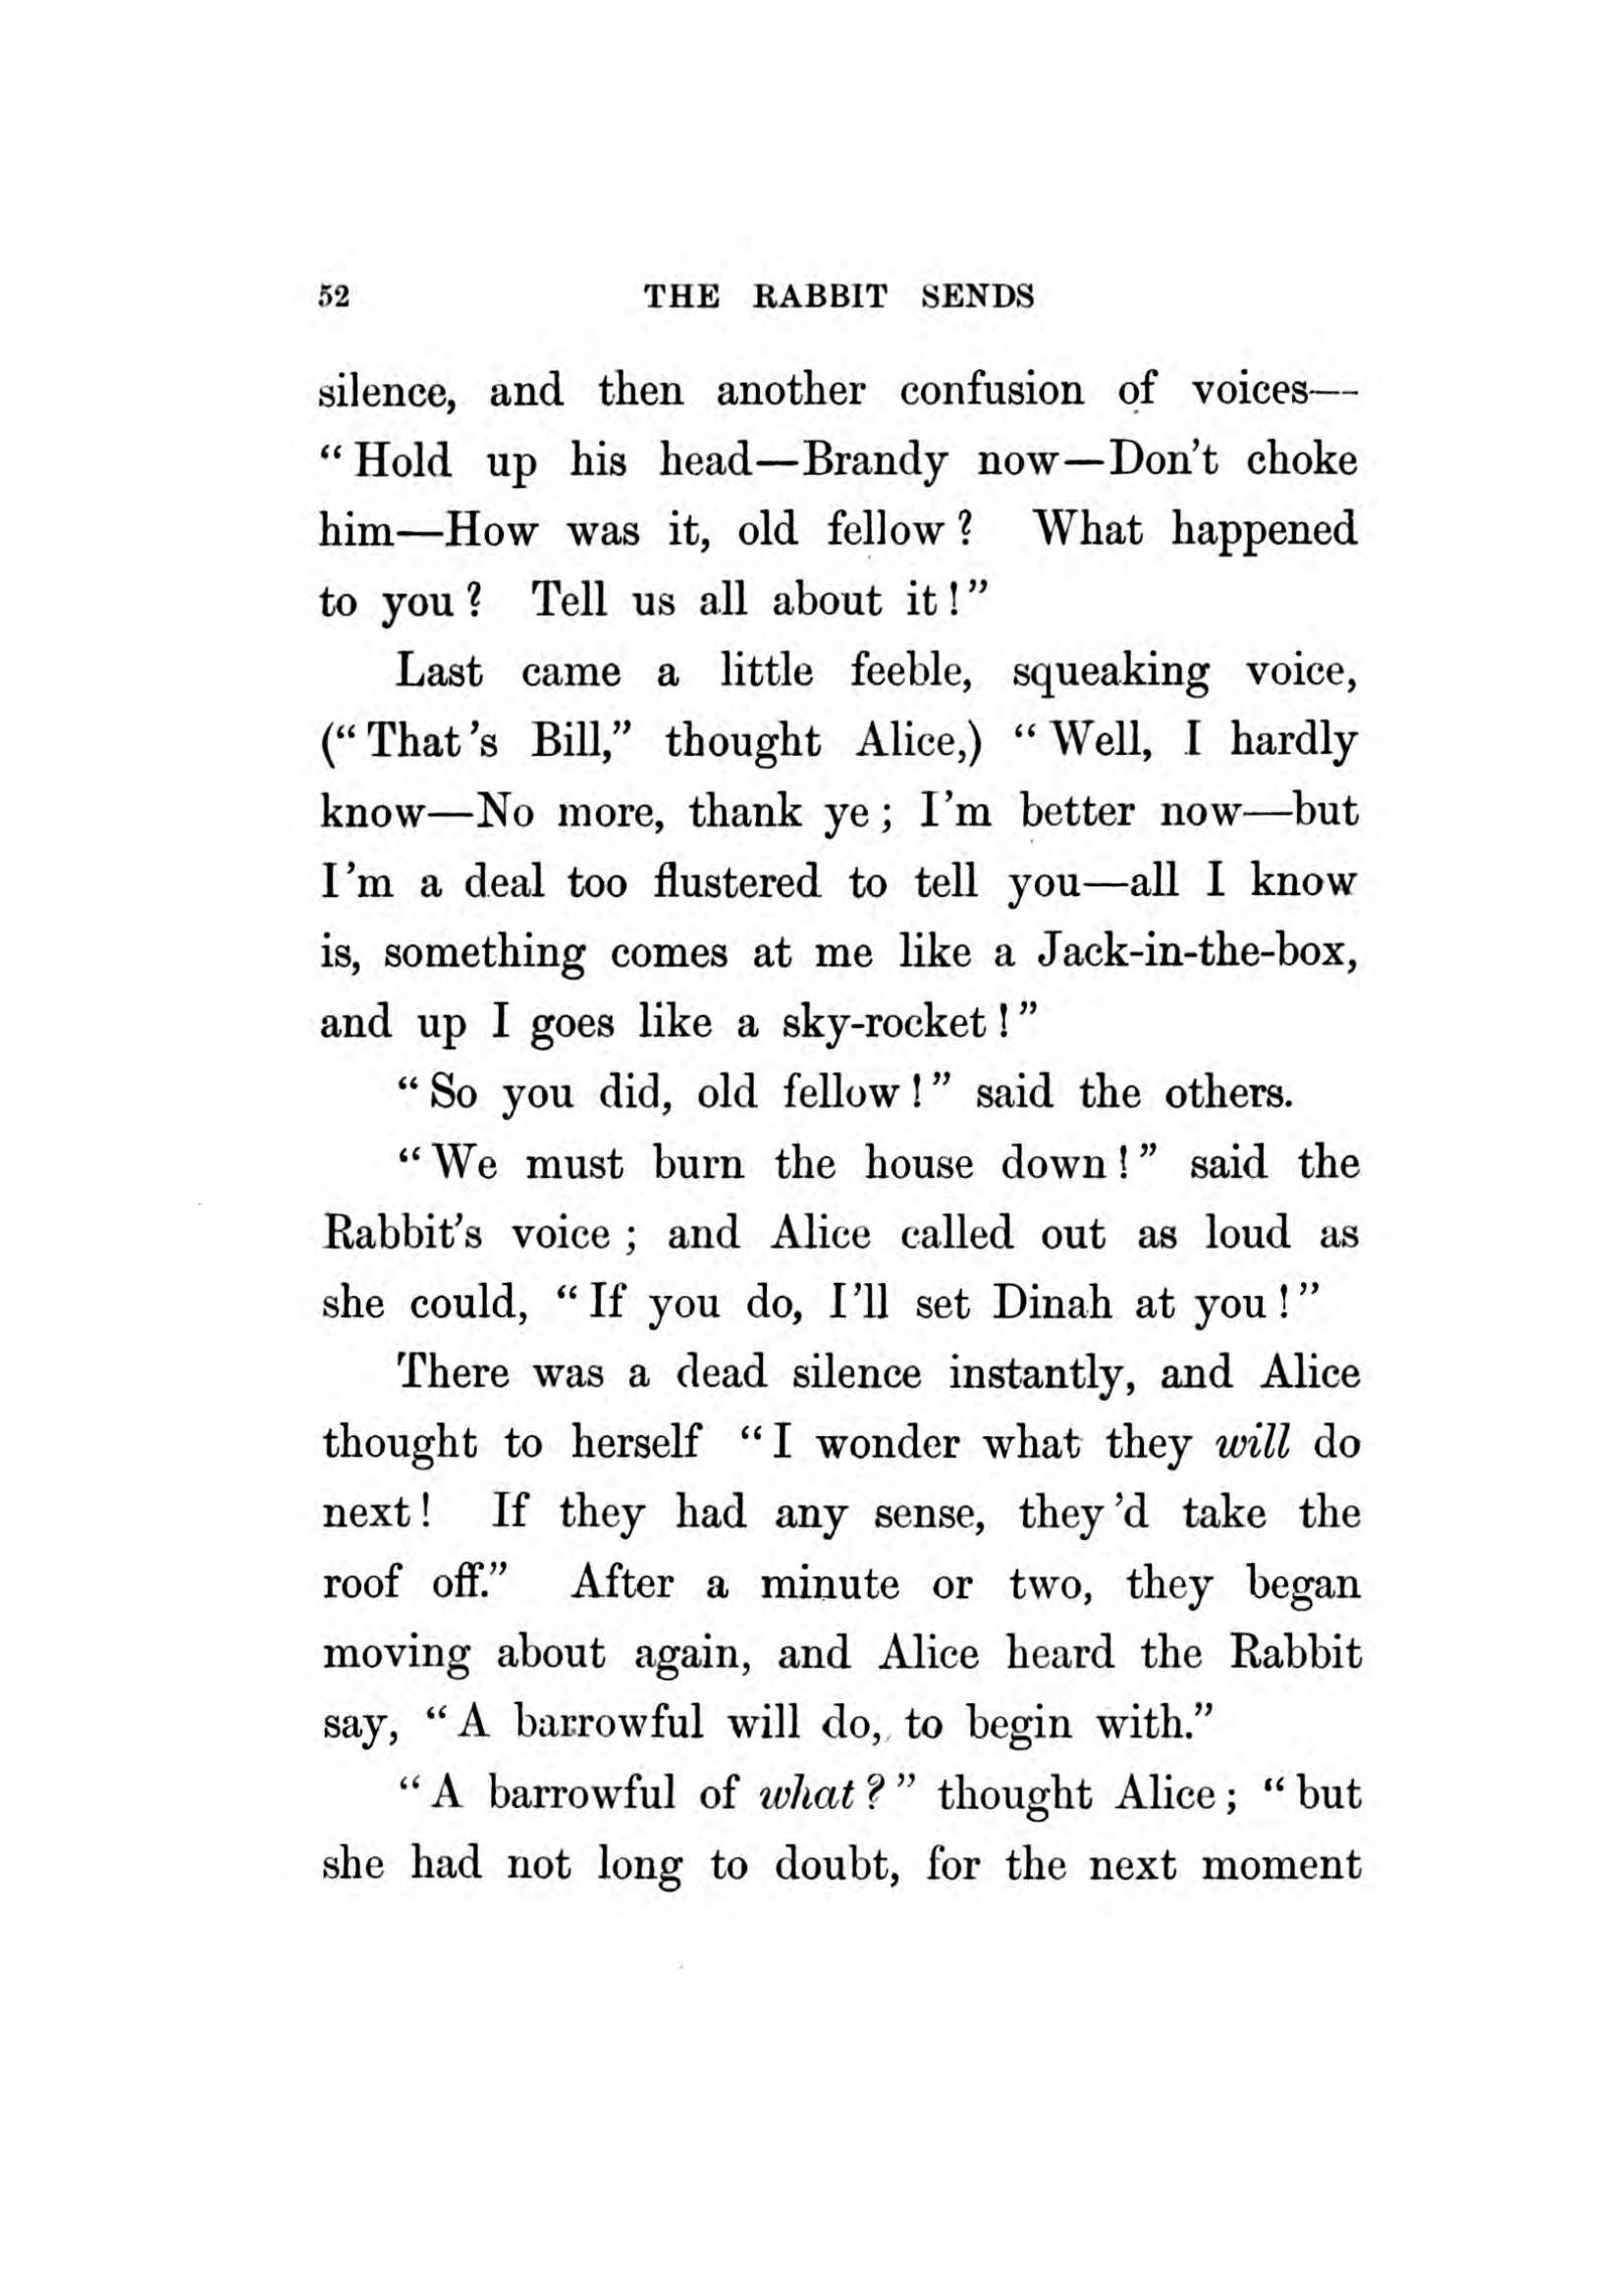 52 THE RABBIT SENDS
silence, and then another confusion of voices—
“Hold up his head—Brandy now—Don’t choke
him—How was it, old fellow? What happened
to you? Tell us all about it!”
Last came a little feeble, squeaking voice,
(“That’s Bill,” thought Alice,) “Well, I hardly
know—No more, thank ye; I’m better now—but
I’m a deal too flustered to tell you—all I know
is, something comes at me like a Jack-in-the-box,
and up I goes like a sky-rocket!”
“So you did, old fellow!” said the others.
“We must burn the house down!” said the
Rabbit’s voice; and Alice called out as loud as
she could, “If you do, I’ll set Dinah at you!”
There was a dead silence instantly, and Alice
thought to herself “I wonder what they will do
next! If they had any sense, they’d take the
roof off.” After a minute or two, they began
moving about again, and Alice heard the Rabbit
say, “A barrowful will do, to begin with.”
“A barrowful of what?” thought Alice; “but
she had not long to doubt, for the next moment